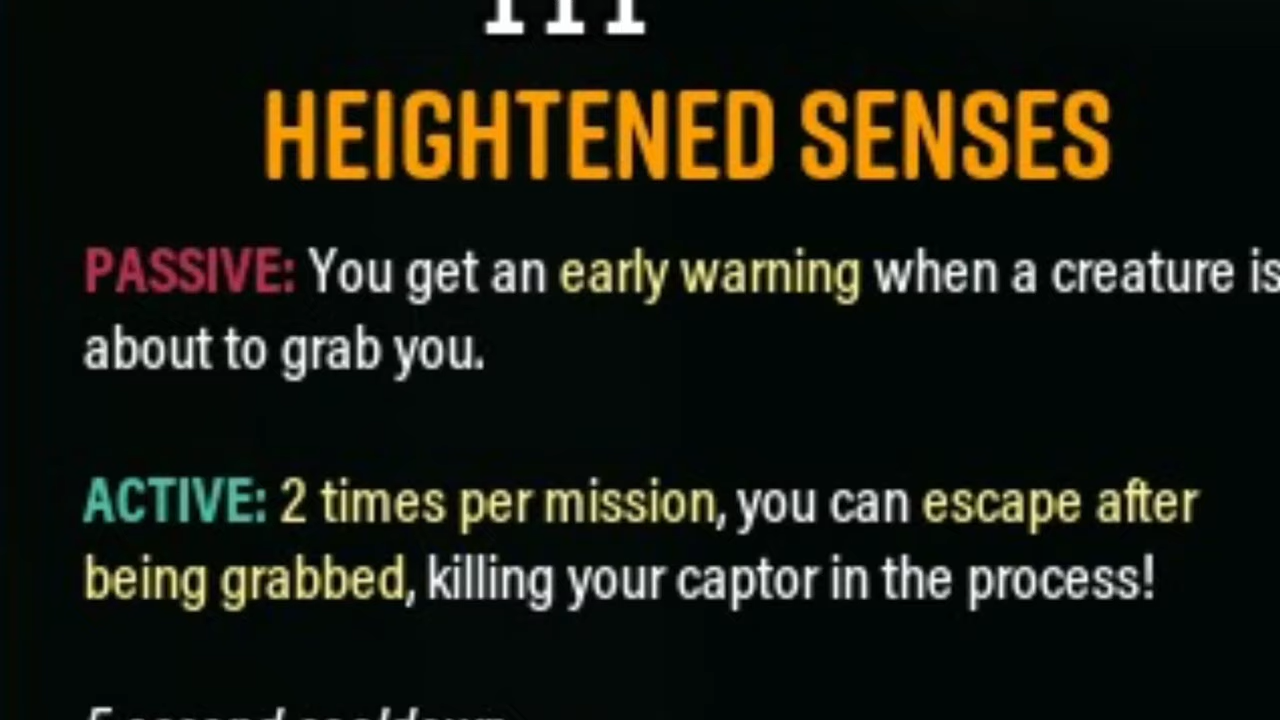 HEIGHTENED SENSES
PASSIVE: You get an early warning when a creature is
about to grab you.
ACTIVE: 2 times per mission, you can escape after
being grabbed, killing your captor in the process!